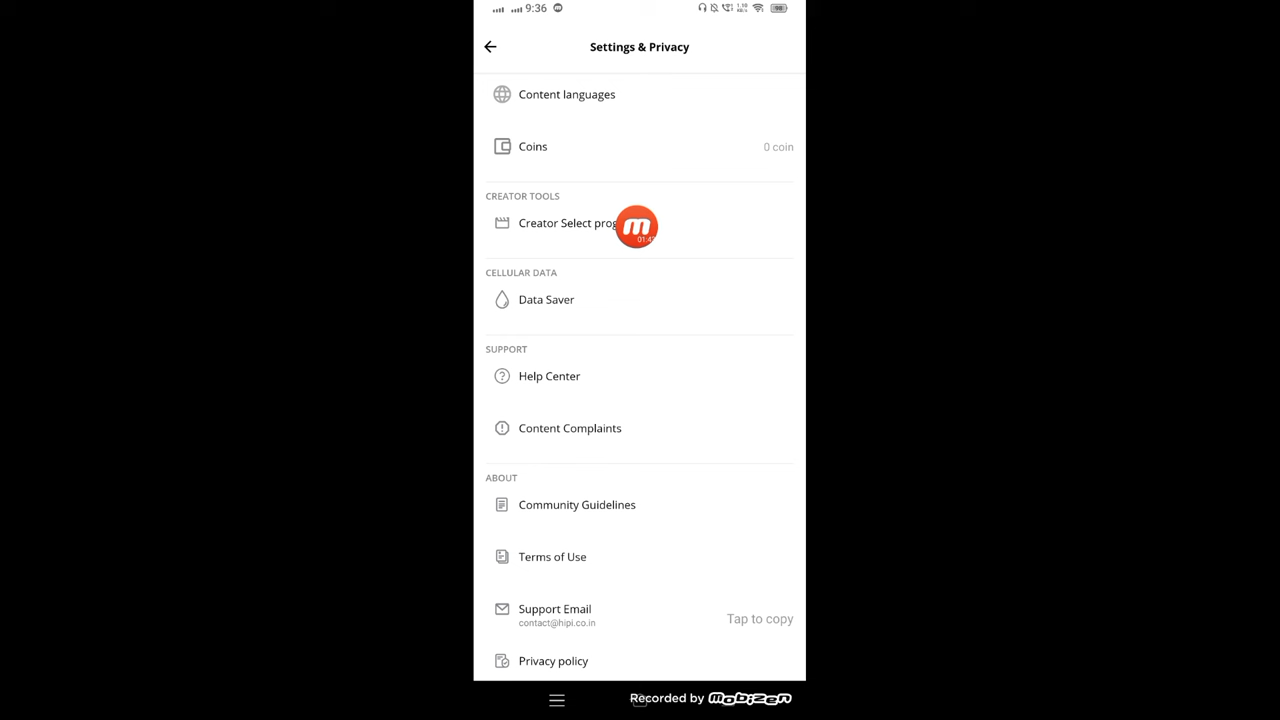 9:36
Settings & Privacy
Content languages
Coins
0 coin
CREATOR TOOLS
Creator Select
CELLULAR DATA
Data Saver
SUPPORT
Help Center
Content Complaints
ABOUT
Community Guidelines
Terms of Use
Support Email
contact@hipi.co.in
Tap to copy
Privacy policy
Recorded by mobizen